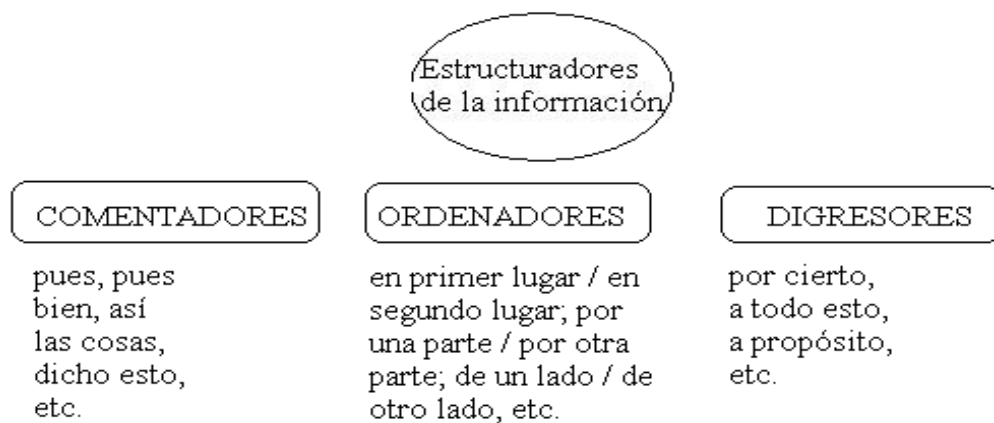 Estructuradores
de la información
COMENTADORES
pues, pues
bien, así
las cosas,
dicho esto,
etc.
ORDENADORES
en primer lugar / en
segundo lugar; por
una parte / por otra
parte; de un lado / de
otro lado, etc.
DIGRESORES
por cierto,
a todo esto,
a propósito,
etc.